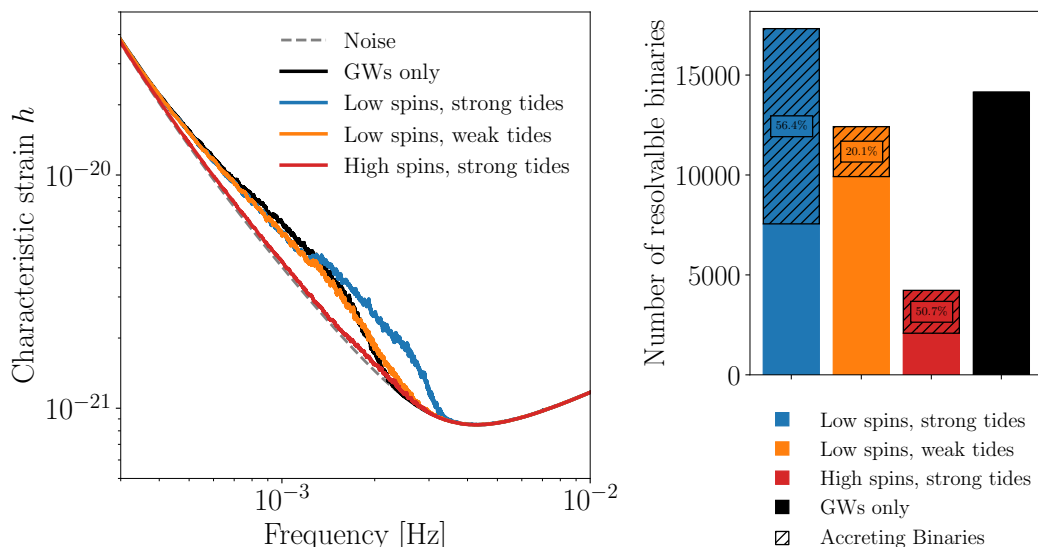 Characteristic strain h
10⁻²⁰
10⁻²¹
10⁻³
10⁻²
Frequency [Hz]
Noise
GWs only
Low spins, strong tides
Low spins, weak tides
High spins, strong tides
Number of resolvalble binaries
15000
10000
5000
0
56.4%
20.1%
50.7%
Low spins, strong tides
Low spins, weak tides
High spins, strong tides
GWs only
Accreting Binaries